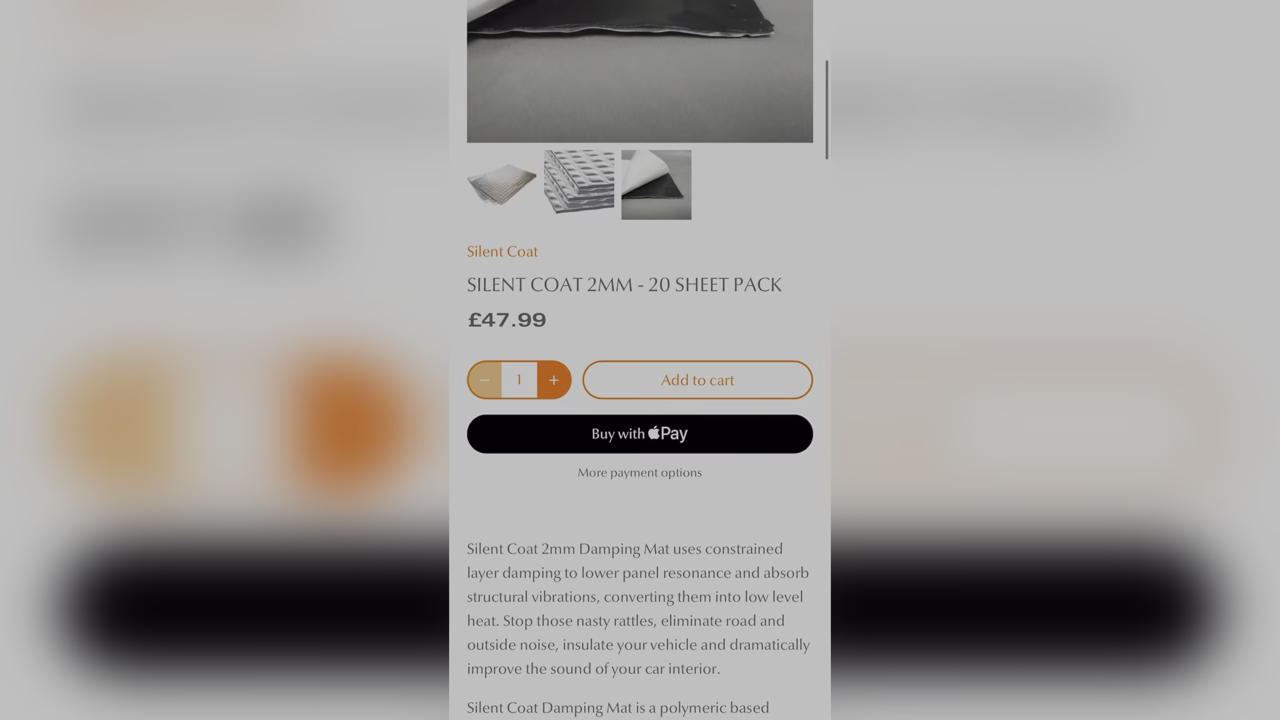 Silent Coat
SILENT COAT 2MM - 20 SHEET PACK
£47.99
− 1 +
Add to cart
Buy with Pay
More payment options
Silent Coat 2mm Damping Mat uses constrained
layer damping to lower panel resonance and absorb
structural vibrations, converting them into low level
heat. Stop those nasty rattles, eliminate road and
outside noise, insulate your vehicle and dramatically
improve the sound of your car interior.
Silent Coat Damping Mat is a polymeric based